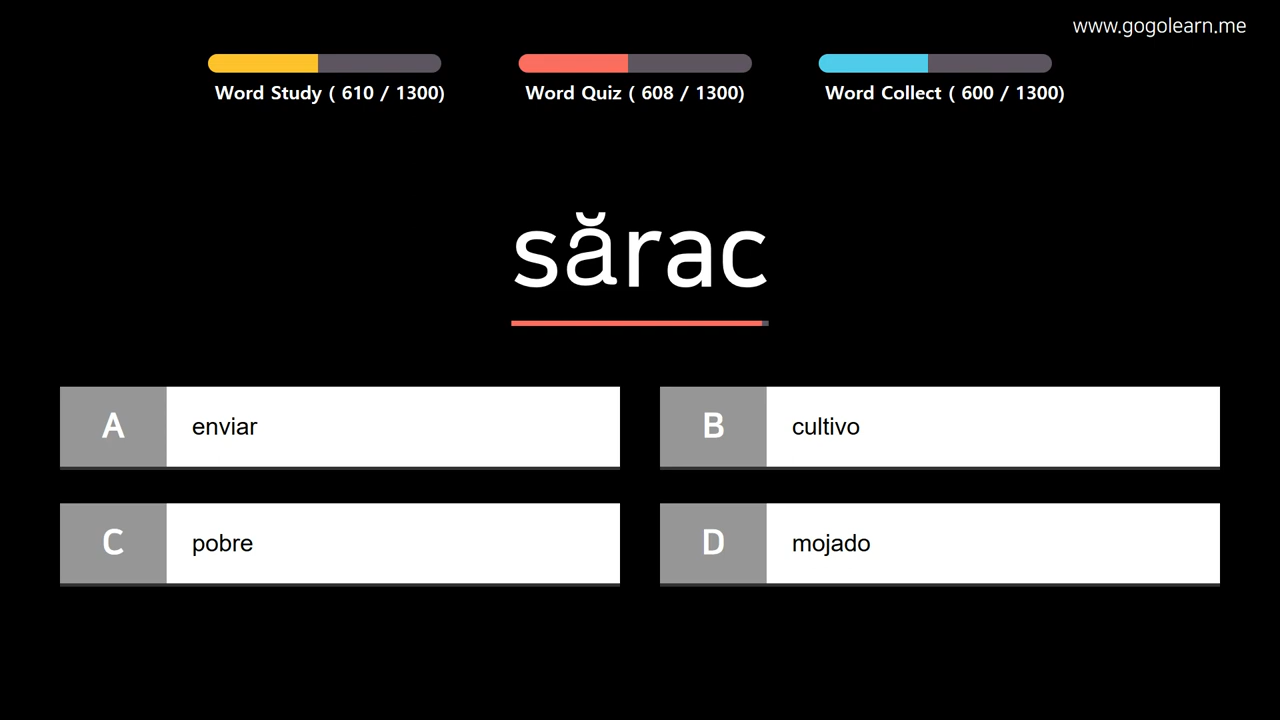 www.gogolearn.me
Word Study ( 610 / 1300)
Word Quiz ( 608 / 1300)
Word Collect ( 600 / 1300)
sărac
A enviar
B cultivo
C pobre
D mojado